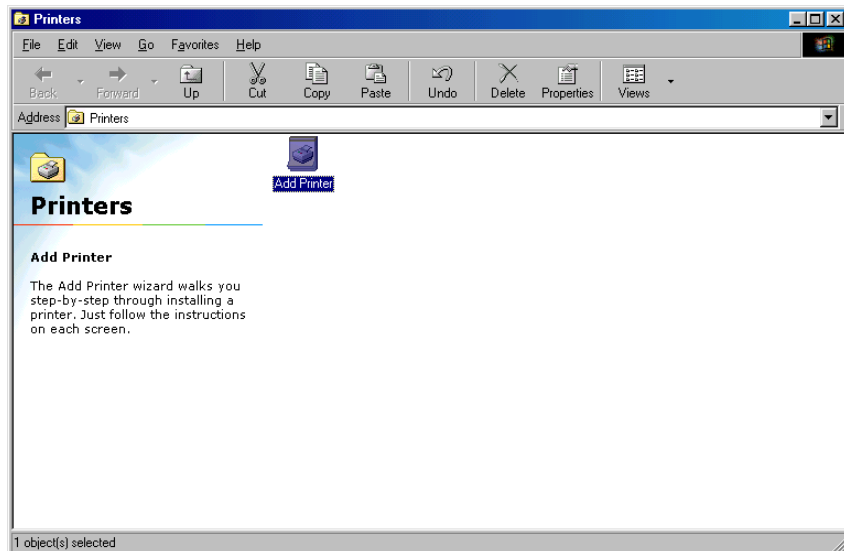 Printers
File Edit View Go Favorites Help
Back Forward Up Cut Copy Paste Undo Delete Properties Views
Address Printers
Add Printer
Printers
Add Printer
The Add Printer wizard walks you
step-by-step through installing a
printer. Just follow the instructions
on each screen.
1 object(s) selected